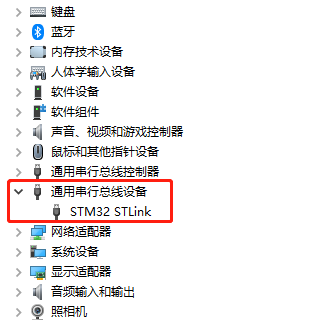 键盘
蓝牙
内存技术设备
人体学输入设备
软件设备
软件组件
声音、视频和游戏控制器
鼠标和其他指针设备
通用串行总线控制器
通用串行总线设备
STM32 STLink
网络适配器
系统设备
显示适配器
音频输入和输出
照相机